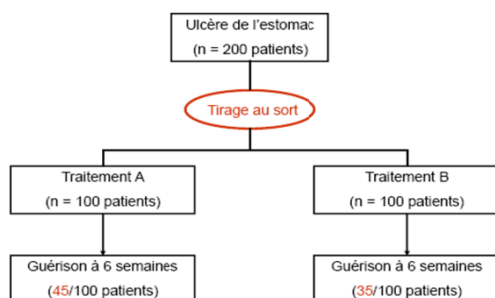 Ulcère de l'estomac
(n = 200 patients)
Tirage au sort
Traitement A
(n = 100 patients)
Traitement B
(n = 100 patients)
Guérison à 6 semaines
(45/100 patients)
Guérison à 6 semaines
(35/100 patients)